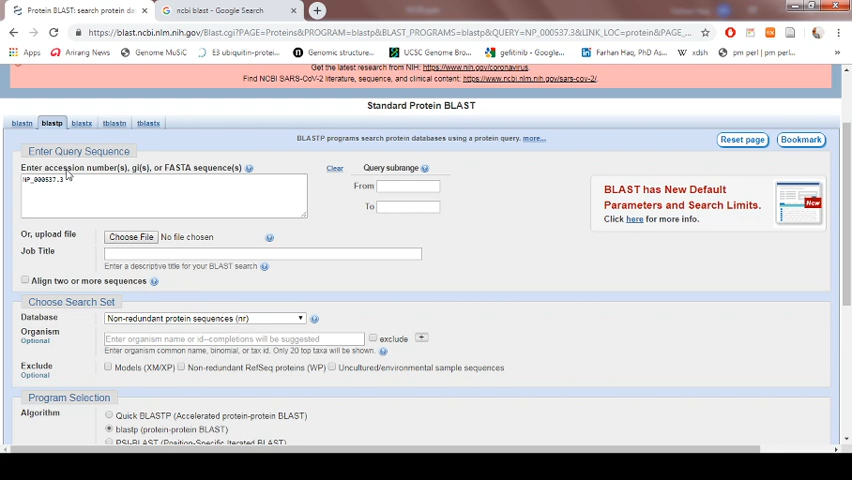 Protein BLAST: search protein da
ncbi blast - Google Search
https://blast.ncbi.nlm.nih.gov/Blast.cgi?PAGE=Proteins&PROGRAM=blastp&BLAST_PROGRAMS=blastp&QUERY=NP_000537.3&LINK_LOC=protein&PAGE_
Apps Arirang News Genome MuSiC E3 ubiquitin-protein Genomic structure... UCSC Genome Brow... gefitinib - Google... Farhan Haq, PhD As... xdsh pm perl | pm perl...
Get the latest research from NIH: https://www.nih.gov/coronavirus.
Find NCBI SARS-CoV-2 literature, sequence, and clinical content: https://www.ncbi.nlm.nih.gov/sars-cov-2/.
Standard Protein BLAST
blastn blastp blastx tblastn tblastx
BLASTP programs search protein databases using a protein query. more...
Reset page Bookmark
Enter Query Sequence
Enter accession number(s), gi(s), or FASTA sequence(s)
Clear
Query subrange
NP_000537.3
From
To
BLAST has New Default
Parameters and Search Limits.
Click here for more info.
New
Or, upload file Choose File No file chosen
Job Title
Enter a descriptive title for your BLAST search
Align two or more sequences
Choose Search Set
Database Non-redundant protein sequences (nr)
Organism
Optional
Enter organism name or id--completions will be suggested
exclude
Enter organism common name, binomial, or tax id. Only 20 top taxa will be shown.
Exclude
Optional
Models (XM/XP) Non-redundant RefSeq proteins (WP) Uncultured/environmental sample sequences
Program Selection
Algorithm
Quick BLASTP (Accelerated protein-protein BLAST)
blastp (protein-protein BLAST)
PSI-BLAST (Position-Specific Iterated BLAST)